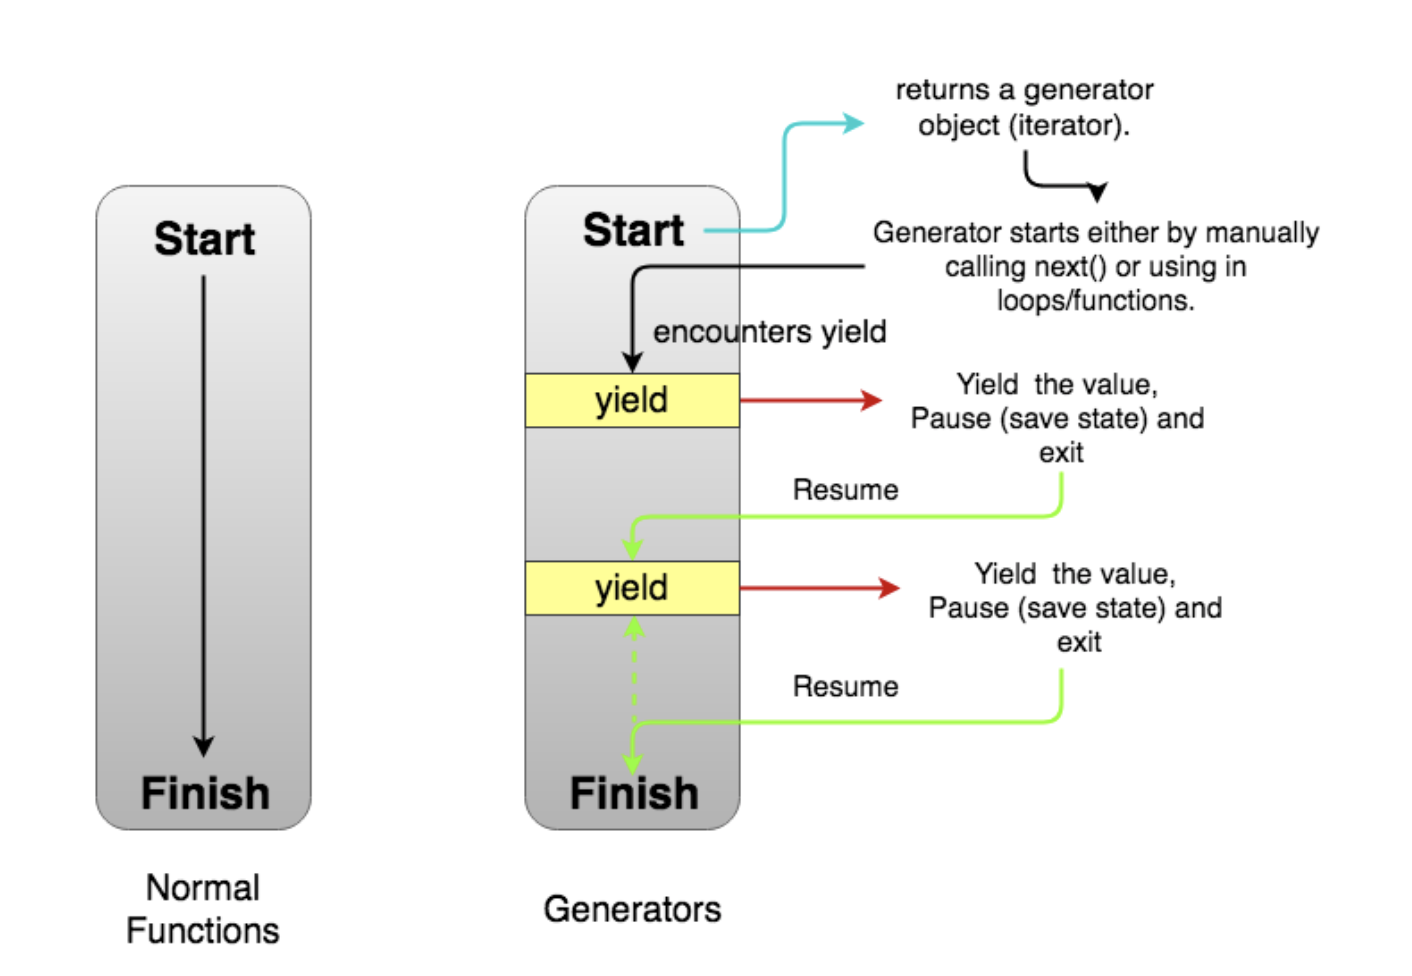 returns a generator
object (iterator).
Start
Start
Generator starts either by manually
calling next() or using in
loops/functions.
encounters yield
yield
Yield  the value,
Pause (save state) and
exit
Resume
yield
Yield  the value,
Pause (save state) and
exit
Resume
Finish
Finish
Normal
Functions
Generators